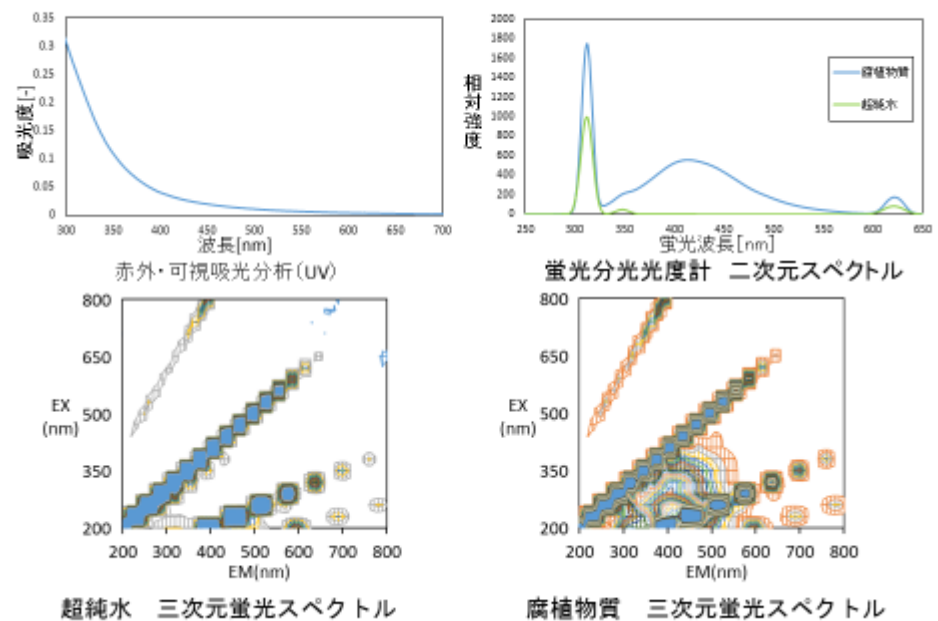 0.35
0.3
0.25
0.2
0.15
0.1
0.05
0
吸光度[-]
300 350 400 450 500 550 600 650 700
波長[nm]
赤外・可視吸光分析(UV)
2000
1800
1600
1400
1200
1000
800
600
400
200
0
相対強度
腐植物質
超純水
250 300 350 400 450 500 550 600 650
蛍光波長[nm]
蛍光分光光度計 二次元スペクトル
800
650
500
350
200
EX
(nm)
200 300 400 500 600 700 800
EM(nm)
超純水 三次元蛍光スペクトル
800
650
500
350
200
EX
(nm)
200 300 400 500 600 700 800
EM(nm)
腐植物質 三次元蛍光スペクトル